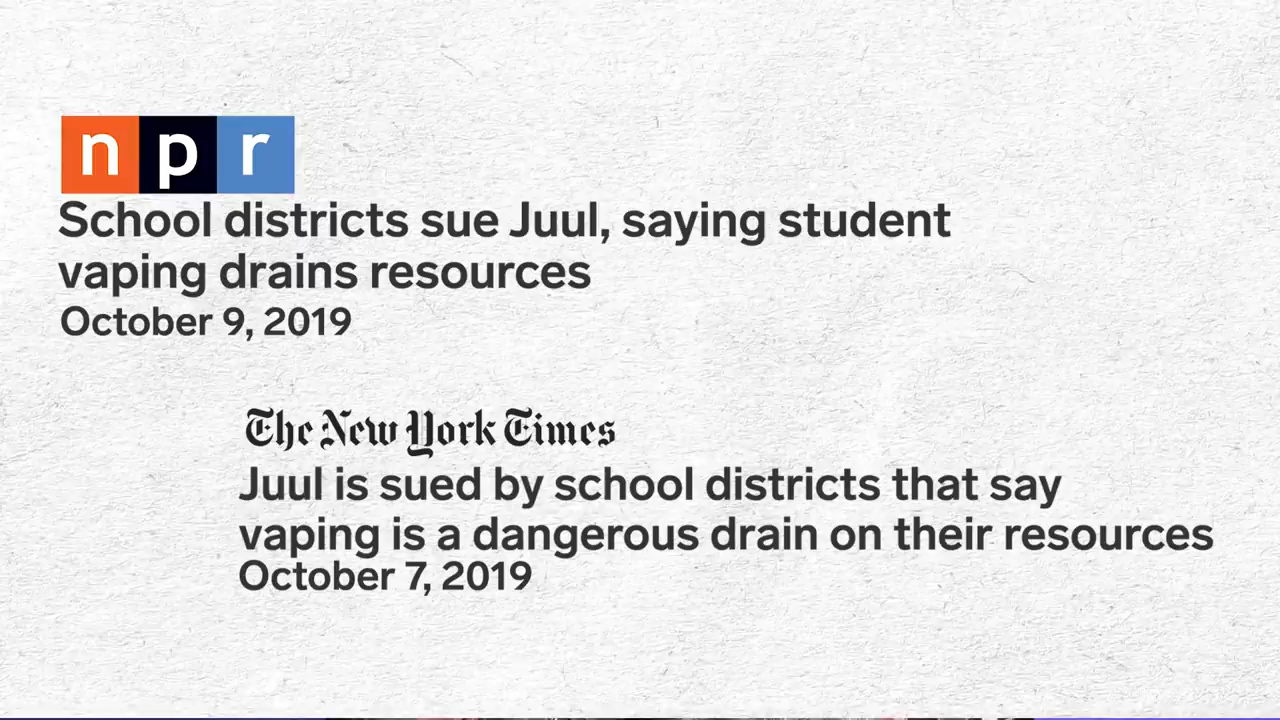 npr
School districts sue Juul, saying student
vaping drains resources
October 9, 2019
The New York Times
Juul is sued by school districts that say
vaping is a dangerous drain on their resources
October 7, 2019